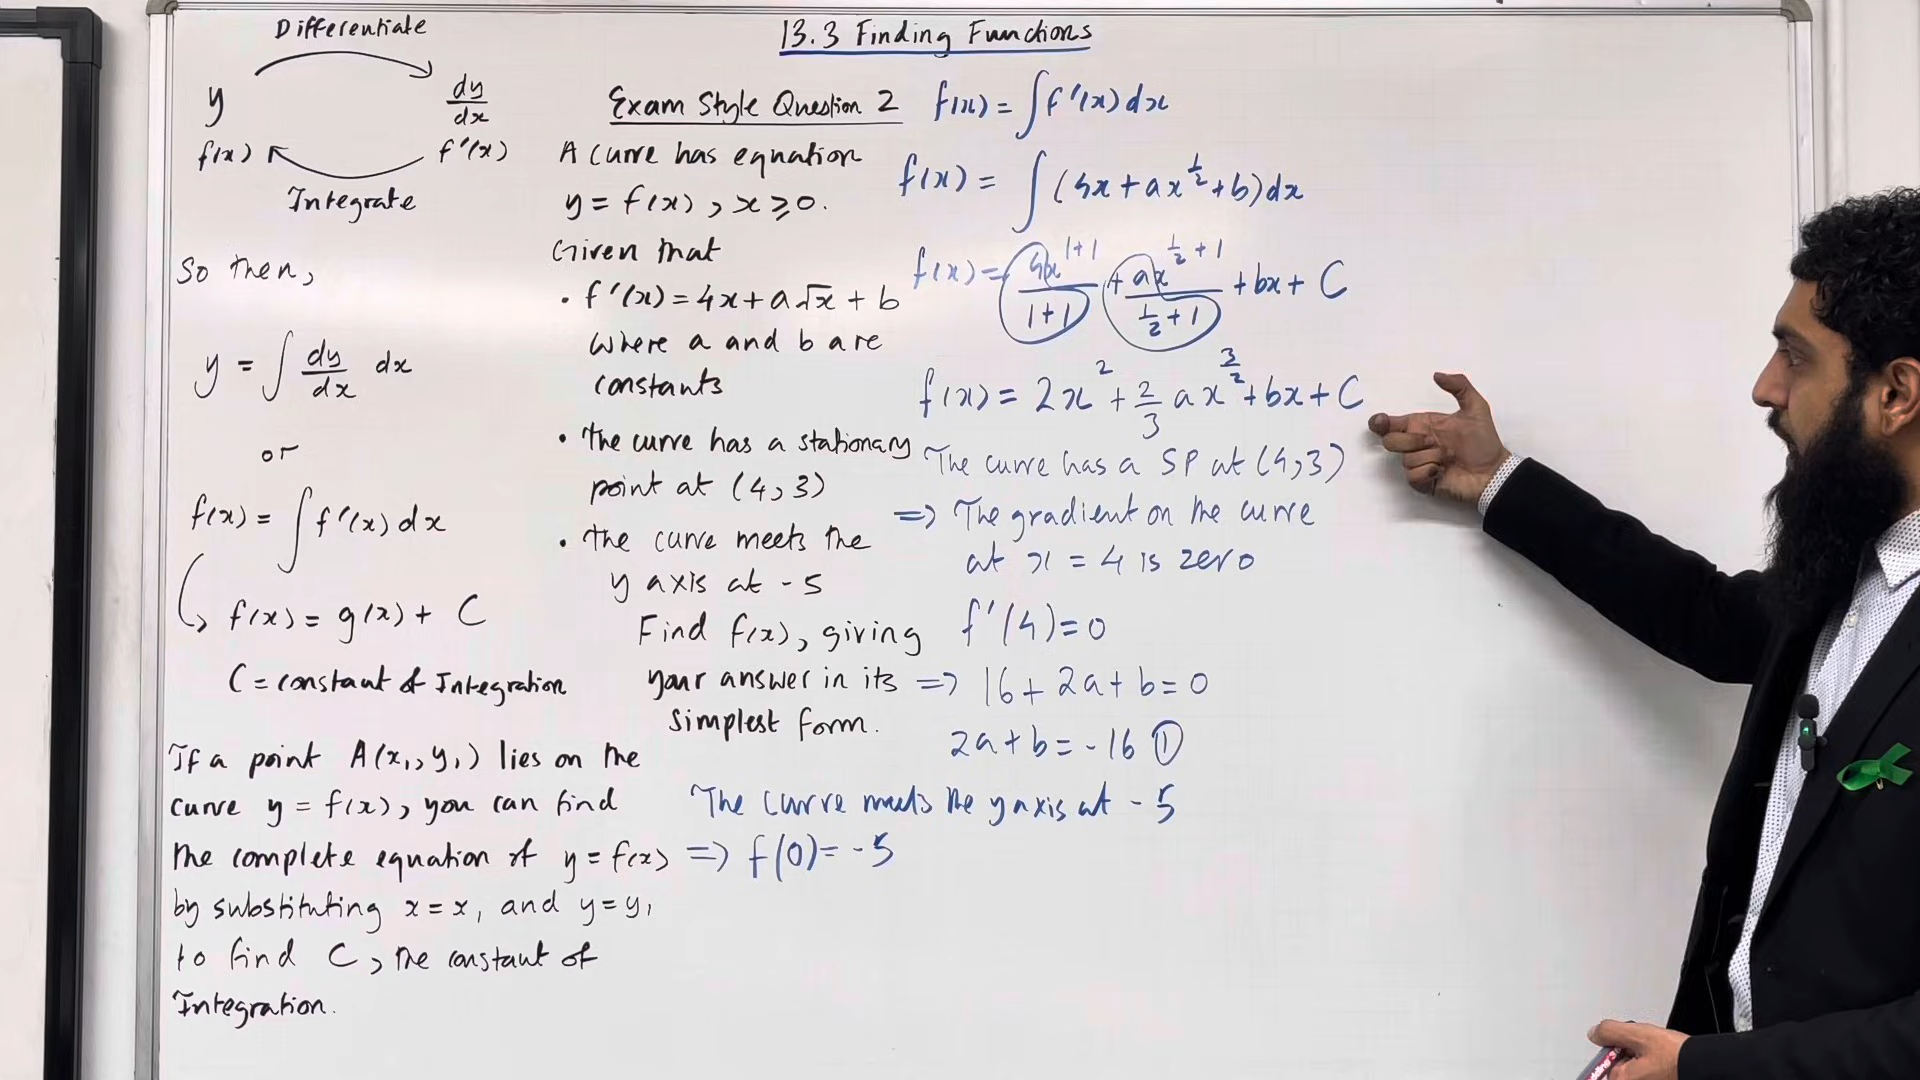 13.3 Finding Functions
Differentiate
y
dy/dx
f(x)
f'(x)
Integrate
So then,
y = ∫ dy/dx dx
or
f(x) = ∫ f'(x) dx
f(x) = g(x) + C
C = constant of Integration
If a point A(x₁, y₁) lies on the
curve y = f(x), you can find
the complete equation of y = f(x)
by substituting x = x₁ and y = y₁
to find C, the constant of
Integration.
Exam Style Question 2
A curve has equation
y = f(x), x ≥ 0.
Given that
• f'(x) = 4x + a√x + b
where a and b are
constants
• the curve has a stationary
point at (4, 3)
• the curve meets the
y axis at -5
Find f(x), giving
your answer in its
simplest form.
f(x) = ∫ f'(x) dx
f(x) = ∫ (4x + ax^(1/2) + b) dx
f(x) = 4x^(1+1)/(1+1) + ax^(1/2+1)/(1/2+1) + bx + C
f(x) = 2x² + 2/3 ax^(3/2) + bx + C
The curve has a SP at (4, 3)
=> The gradient on the curve
at x = 4 is zero
f'(4) = 0
=> 16 + 2a + b = 0
2a + b = -16 ①
The curve meets the y axis at -5
=> f(0) = -5